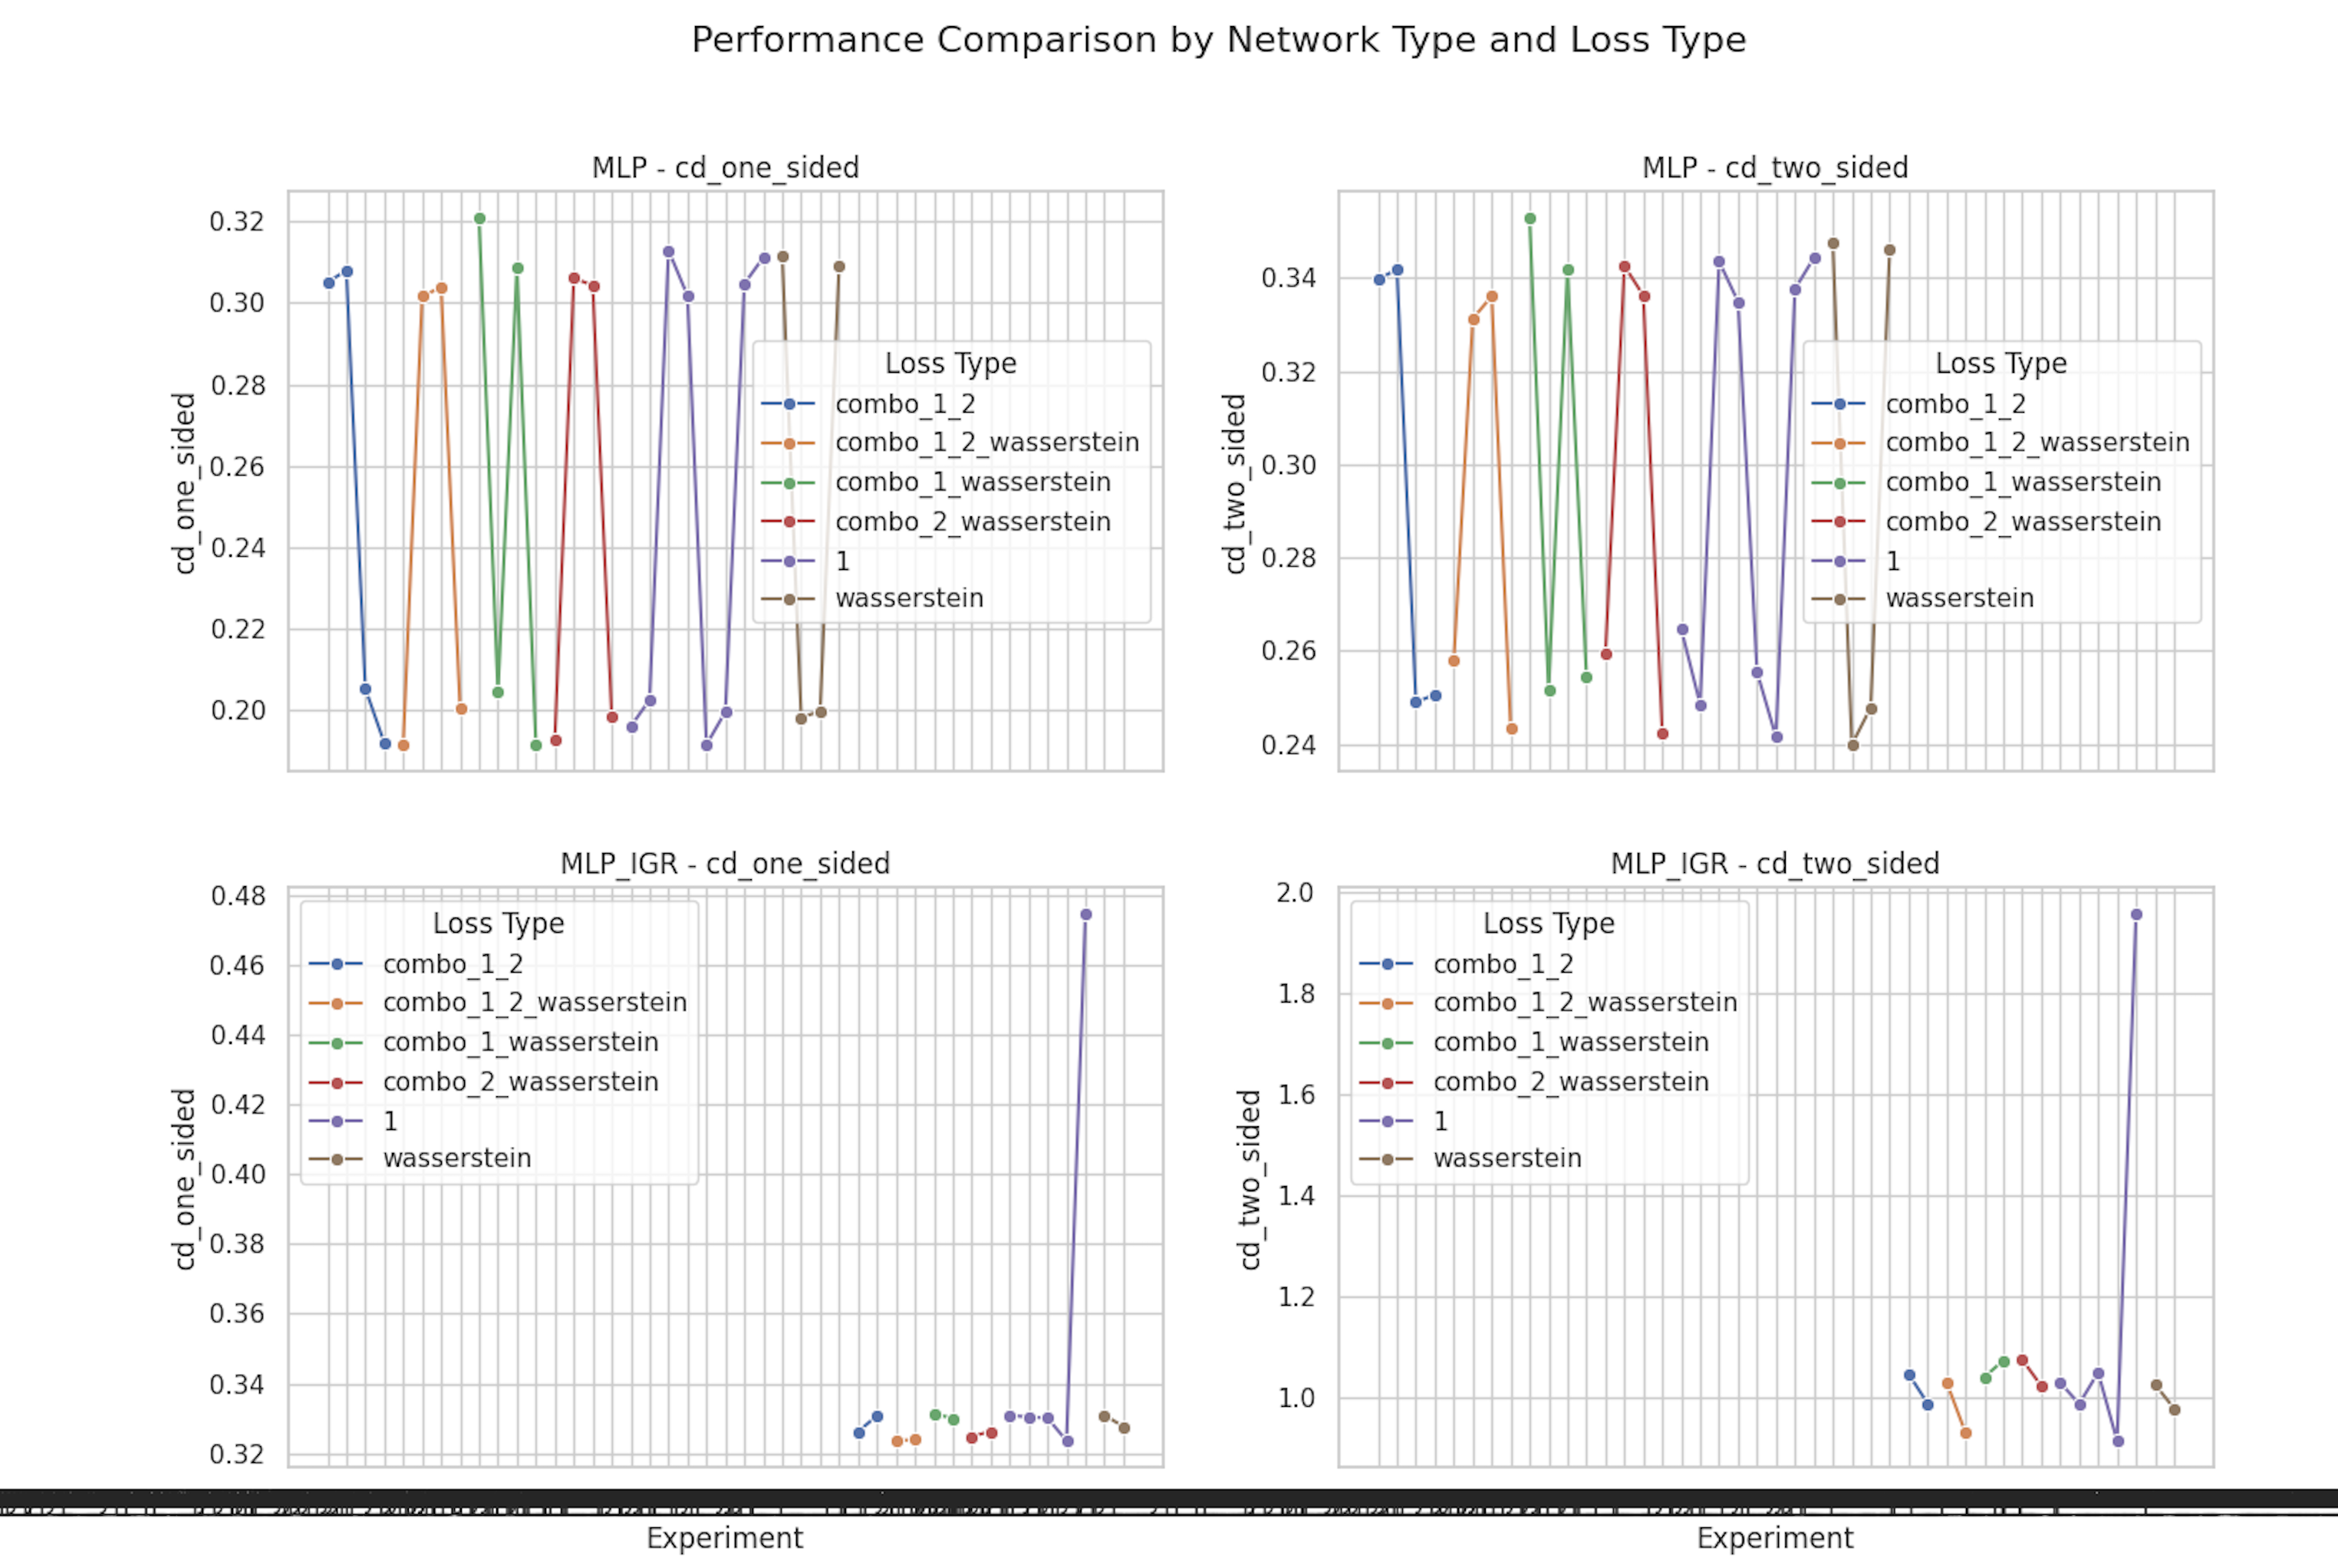 Performance Comparison by Network Type and Loss Type
MLP - cd_one_sided
cd_one_sided
0.32
0.30
0.28
0.26
0.24
0.22
0.20
Loss Type
combo_1_2
combo_1_2_wasserstein
combo_1_wasserstein
combo_2_wasserstein
1
wasserstein
MLP - cd_two_sided
cd_two_sided
0.34
0.32
0.30
0.28
0.26
0.24
Loss Type
combo_1_2
combo_1_2_wasserstein
combo_1_wasserstein
combo_2_wasserstein
1
wasserstein
MLP_IGR - cd_one_sided
cd_one_sided
0.48
0.46
0.44
0.42
0.40
0.38
0.36
0.34
0.32
Loss Type
combo_1_2
combo_1_2_wasserstein
combo_1_wasserstein
combo_2_wasserstein
1
wasserstein
Experiment
MLP_IGR - cd_two_sided
cd_two_sided
2.0
1.8
1.6
1.4
1.2
1.0
Loss Type
combo_1_2
combo_1_2_wasserstein
combo_1_wasserstein
combo_2_wasserstein
1
wasserstein
Experiment